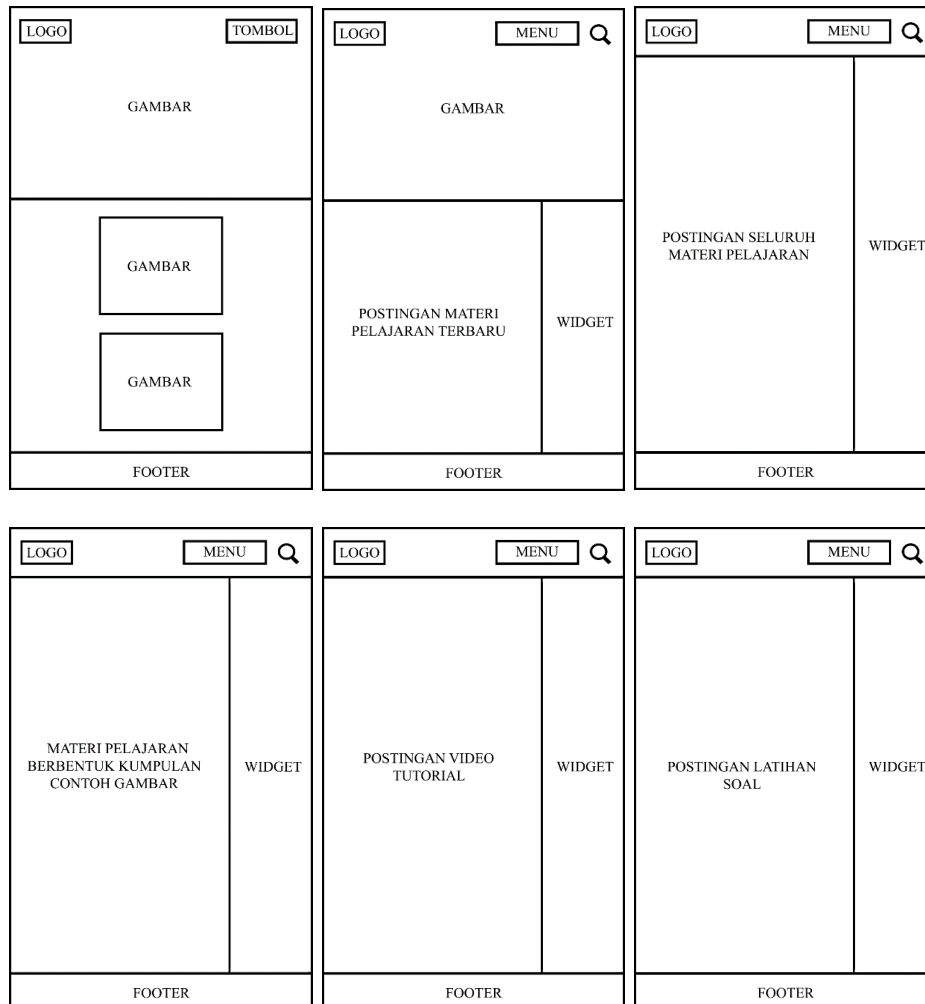 LOGO
TOMBOL
GAMBAR
GAMBAR
GAMBAR
FOOTER
LOGO
MENU
GAMBAR
POSTINGAN MATERI
PELAJARAN TERBARU
WIDGET
FOOTER
LOGO
MENU
POSTINGAN SELURUH
MATERI PELAJARAN
WIDGET
FOOTER
LOGO
MENU
MATERI PELAJARAN
BERBENTUK KUMPULAN
CONTOH GAMBAR
WIDGET
FOOTER
LOGO
MENU
POSTINGAN VIDEO
TUTORIAL
WIDGET
FOOTER
LOGO
MENU
POSTINGAN LATIHAN
SOAL
WIDGET
FOOTER